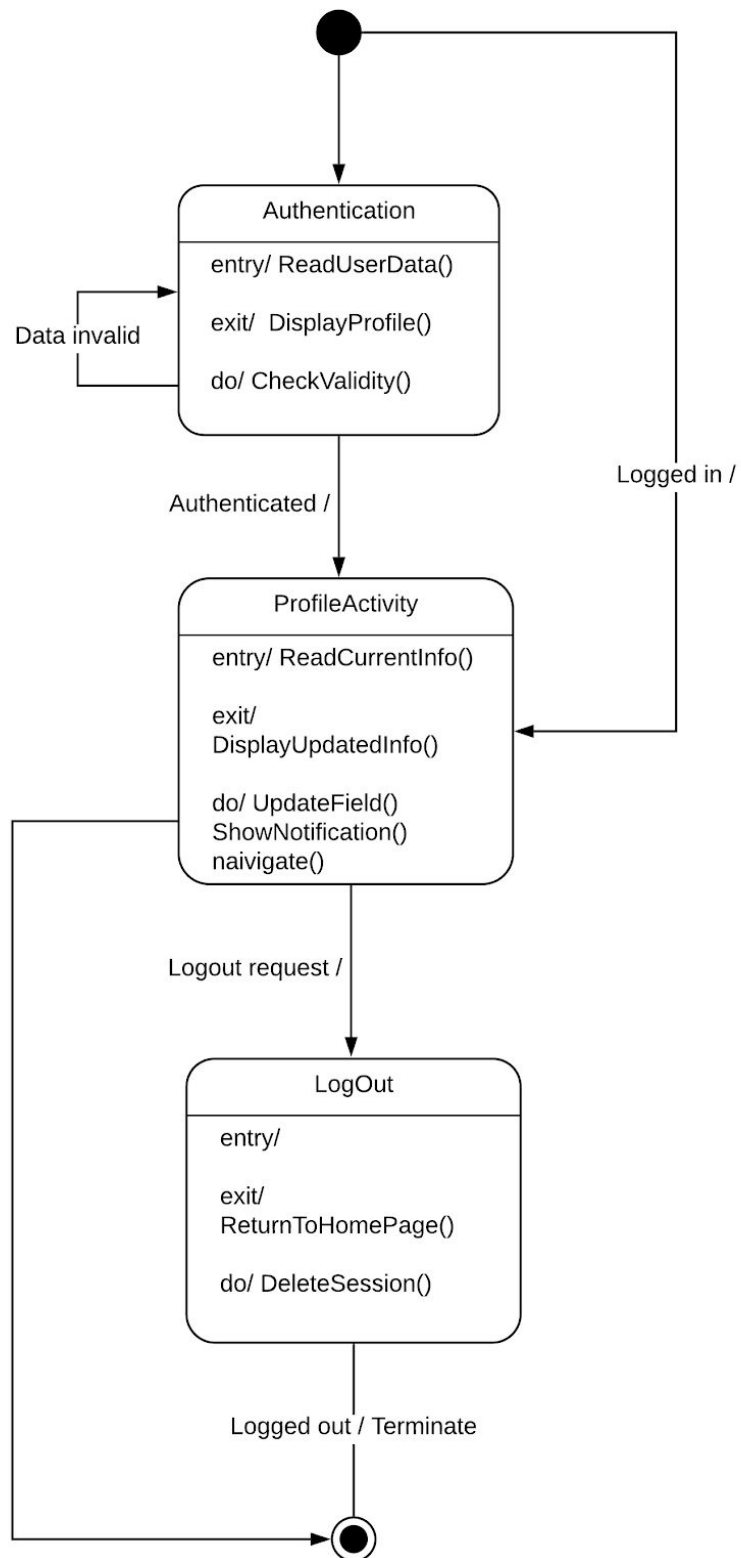 Authentication
entry/ ReadUserData()
exit/  DisplayProfile()
do/ CheckValidity()
Data invalid
Authenticated /
Logged in /
ProfileActivity
entry/ ReadCurrentInfo()
exit/
DisplayUpdatedInfo()
do/ UpdateField()
ShowNotification()
naivigate()
Logout request /
LogOut
entry/
exit/
ReturnToHomePage()
do/ DeleteSession()
Logged out / Terminate